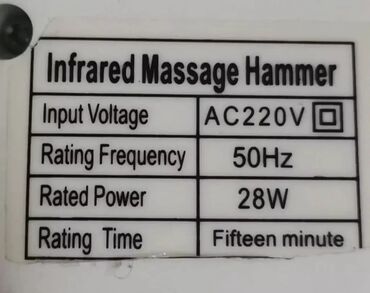 Infrared Massage Hammer
Input Voltage AC220V
Rating Frequency 50Hz
Rated Power 28W
Rating Time Fifteen minute